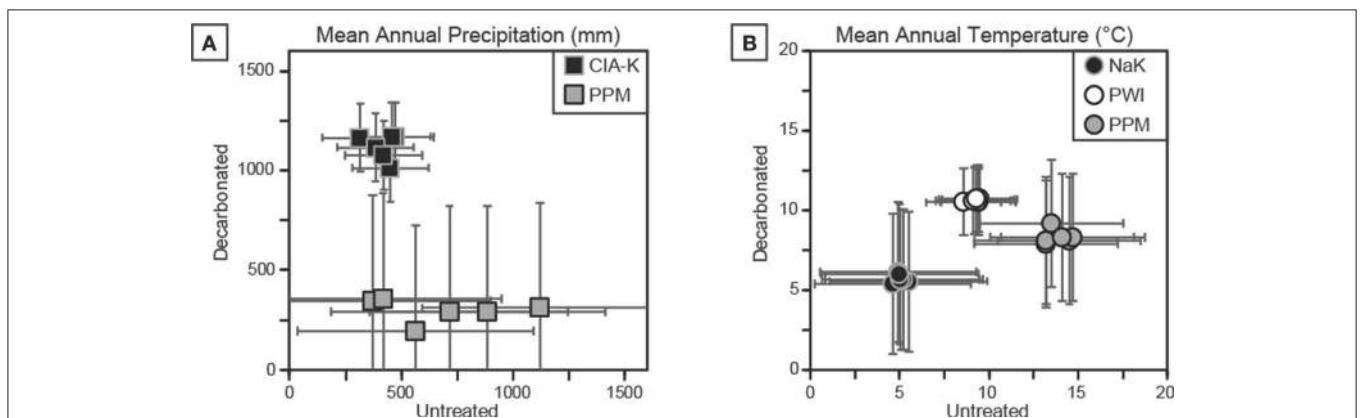 A
Mean Annual Precipitation (mm)
CIA-K
PPM
1500
1000
500
0
Decarbonated
0
500
1000
1500
Untreated
B
Mean Annual Temperature (°C)
NaK
PWI
PPM
20
15
10
5
0
Decarbonated
0
5
10
15
20
Untreated